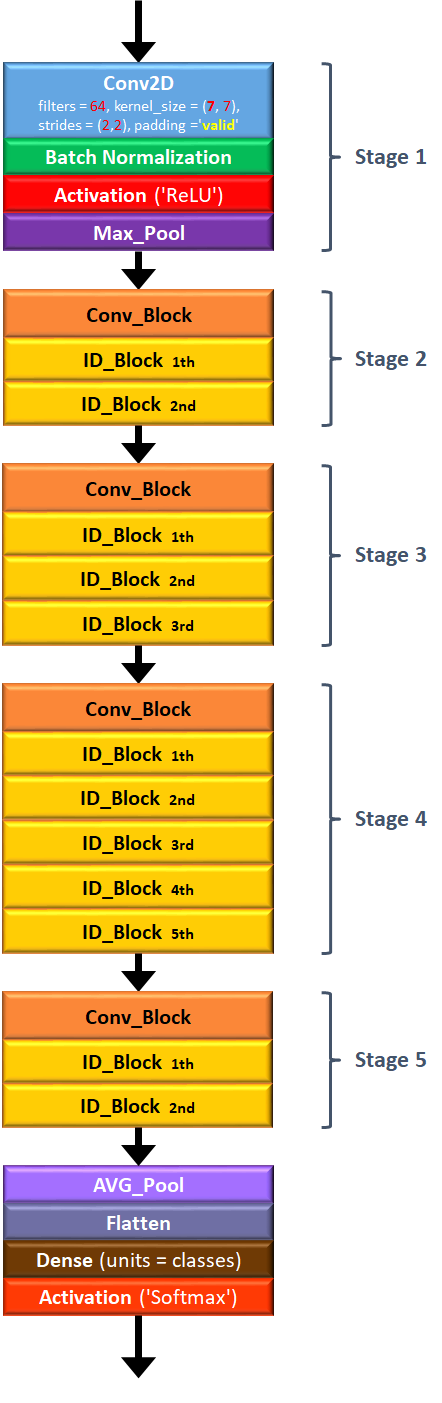 Conv2D
filters = 64, kernel_size = (7, 7),
strides = (2,2), padding ='valid'
Batch Normalization
Activation ('ReLU')
Max_Pool
Stage 1
Conv_Block
ID_Block 1th
ID_Block 2nd
Stage 2
Conv_Block
ID_Block 1th
ID_Block 2nd
ID_Block 3rd
Stage 3
Conv_Block
ID_Block 1th
ID_Block 2nd
ID_Block 3rd
ID_Block 4th
ID_Block 5th
Stage 4
Conv_Block
ID_Block 1th
ID_Block 2nd
Stage 5
AVG_Pool
Flatten
Dense (units = classes)
Activation ('Softmax')